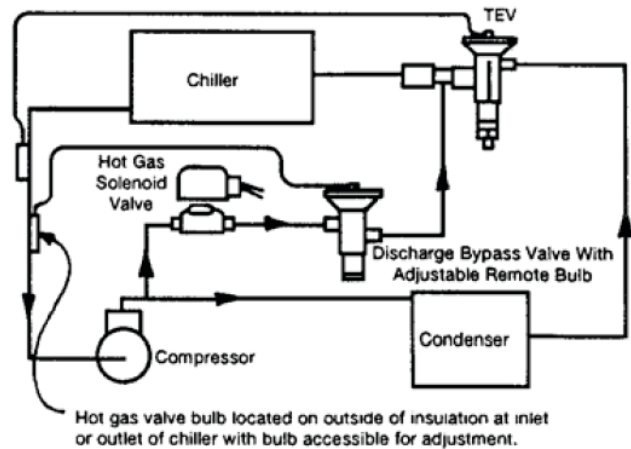 TEV
Chiller
Hot Gas
Solenoid
Valve
Discharge Bypass Valve With
Adjustable Remote Bulb
Compressor
Condenser
Hot gas valve bulb located on outside of insulation at inlet
or outlet of chiller with bulb accessible for adjustment.